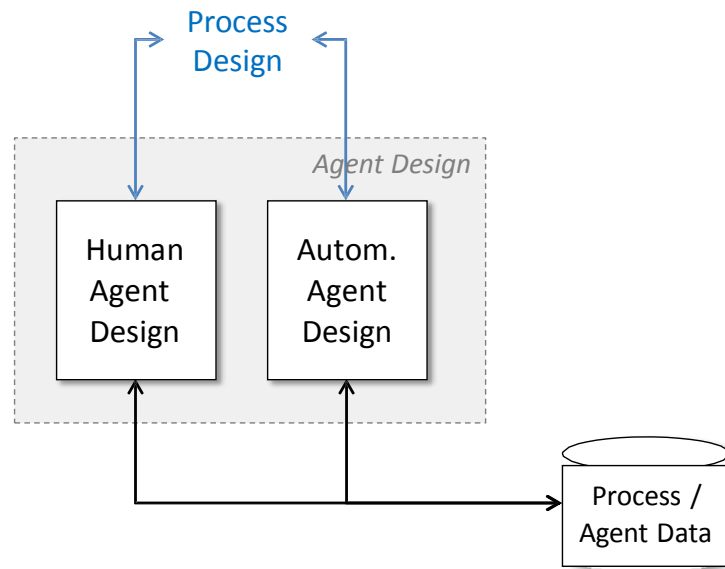 Process
Design
Agent Design
Human
Agent
Design
Autom.
Agent
Design
Process /
Agent Data